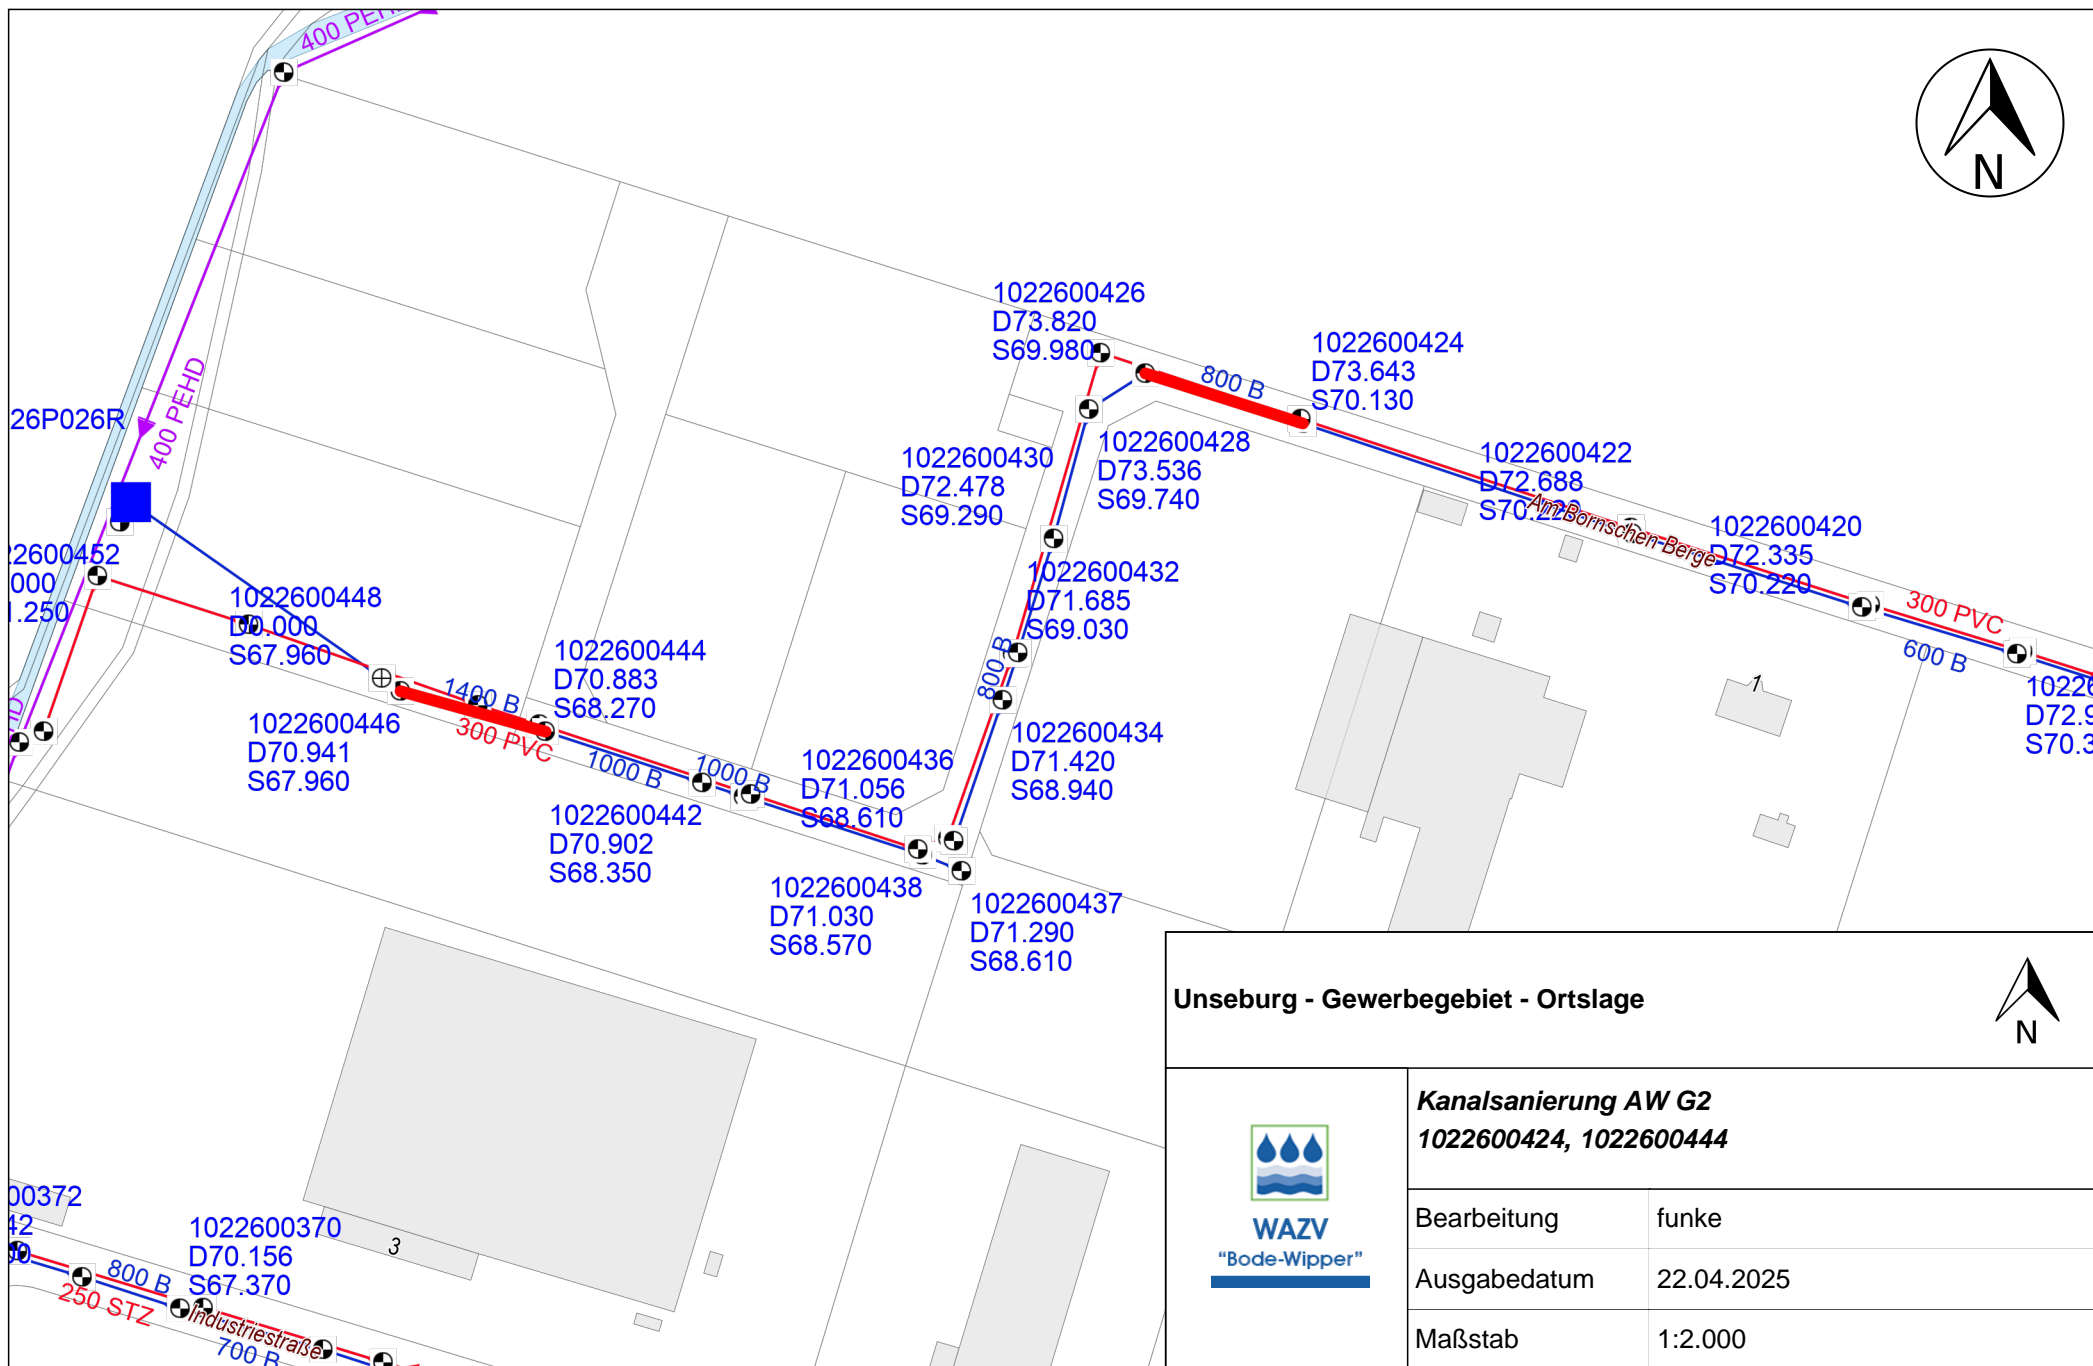 400 PEHD
N
1022600426
D73.820
S69.980
800 B
1022600424
D73.643
S70.130
400 PEHD
26P026R
1022600430
D72.478
S69.290
1022600428
D73.536
S69.740
1022600422
D72.688
Am Bornschen Berge
1022600420
D72.335
S70.220
300 PVC
600 B
22600452
000
1.250
1022600448
D0.000
S67.960
1022600432
D71.685
S69.030
1022600444
D70.883
S68.270
1400 B
300 PVC
800 B
1
1022600446
D70.941
S67.960
1000 B
1000 B
1022600436
D71.056
S68.610
1022600434
D71.420
S68.940
1022600442
D70.902
S68.350
1022600438
D71.030
S68.570
1022600437
D71.290
S68.610
Unseburg - Gewerbegebiet - Ortslage
N
Kanalsanierung AW G2
1022600424, 1022600444
WAZV
"Bode-Wipper"
Bearbeitung funke
Ausgabedatum 22.04.2025
Maßstab 1:2.000
3
00372
42
1022600370
D70.156
S67.370
800 B
250 STZ
Industriestraße
700 B